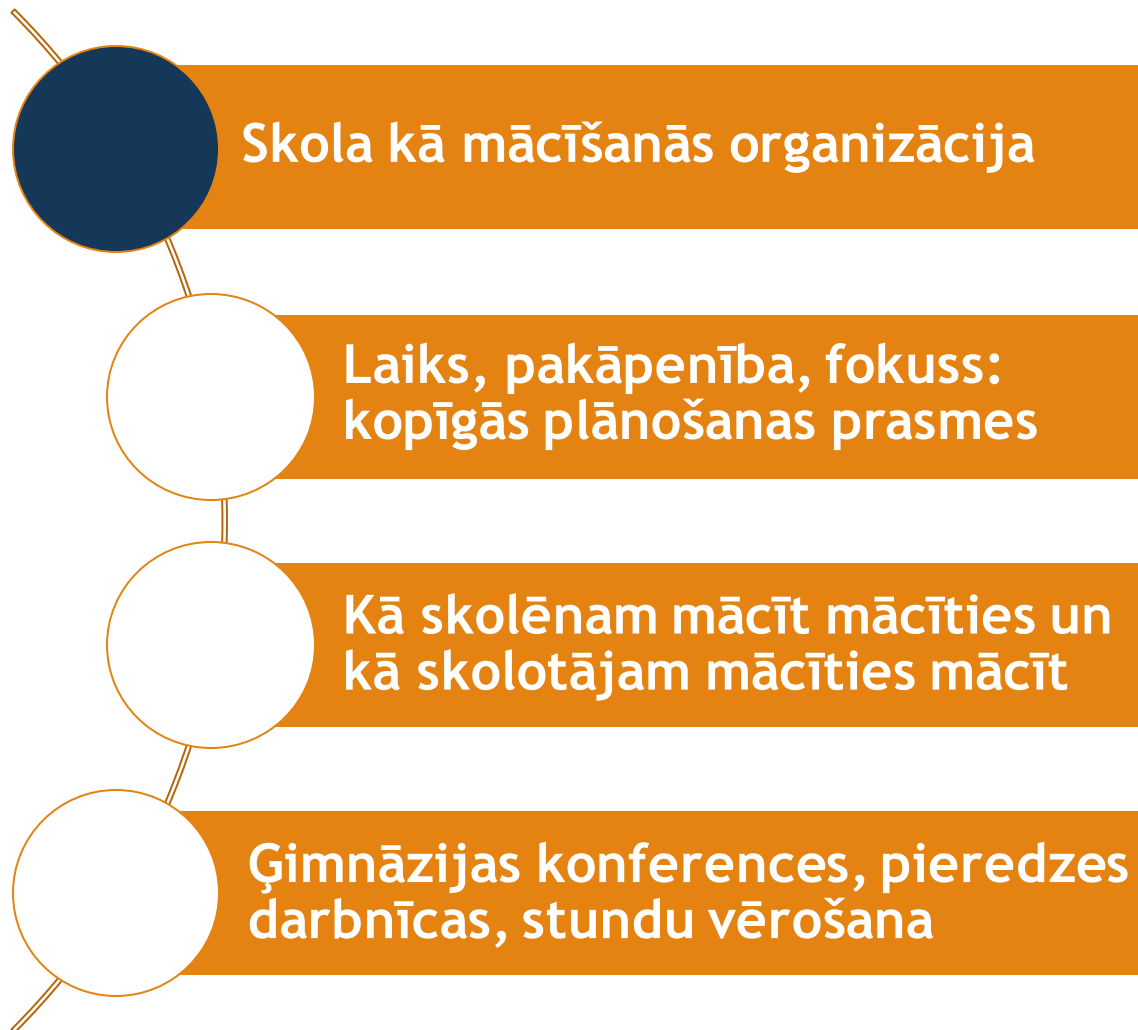 Skola kā mācīšanās organizācija
Laiks, pakāpenība, fokuss:
kopīgās plānošanas prasmes
Kā skolēnam mācīt mācīties un
kā skolotājam mācīties mācīt
Ģimnāzijas konferences, pieredzes
darbnīcas, stundu vērošana